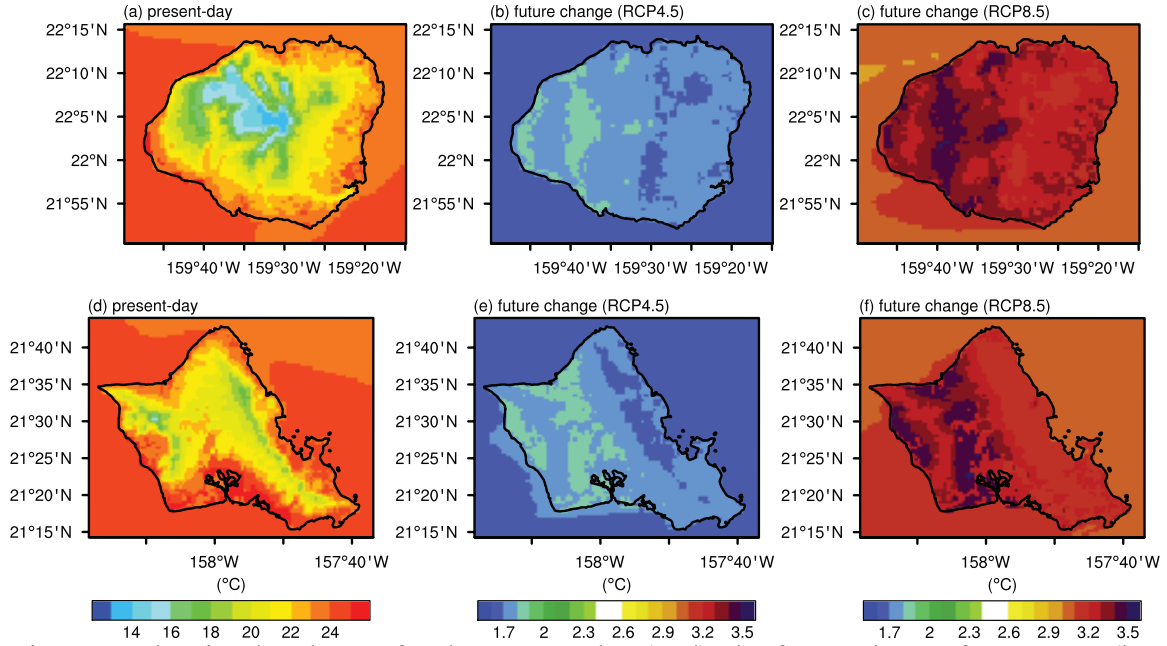 (a) present-day
(b) future change (RCP4.5)
(c) future change (RCP8.5)
22°15'N
22°10'N
22°5'N
22°N
21°55'N
22°15'N
22°10'N
22°5'N
22°N
21°55'N
22°15'N
22°10'N
22°5'N
22°N
21°55'N
159°40'W 159°30'W 159°20'W
159°40'W 159°30'W 159°20'W
159°40'W 159°30'W 159°20'W
(d) present-day
(e) future change (RCP4.5)
(f) future change (RCP8.5)
21°40'N
21°35'N
21°30'N
21°25'N
21°20'N
21°15'N
21°40'N
21°35'N
21°30'N
21°25'N
21°20'N
21°15'N
21°40'N
21°35'N
21°30'N
21°25'N
21°20'N
21°15'N
158°W 157°40'W
158°W 157°40'W
158°W 157°40'W
(°C)
(°C)
(°C)
14 16 18 20 22 24
1.7 2 2.3 2.6 2.9 3.2 3.5
1.7 2 2.3 2.6 2.9 3.2 3.5